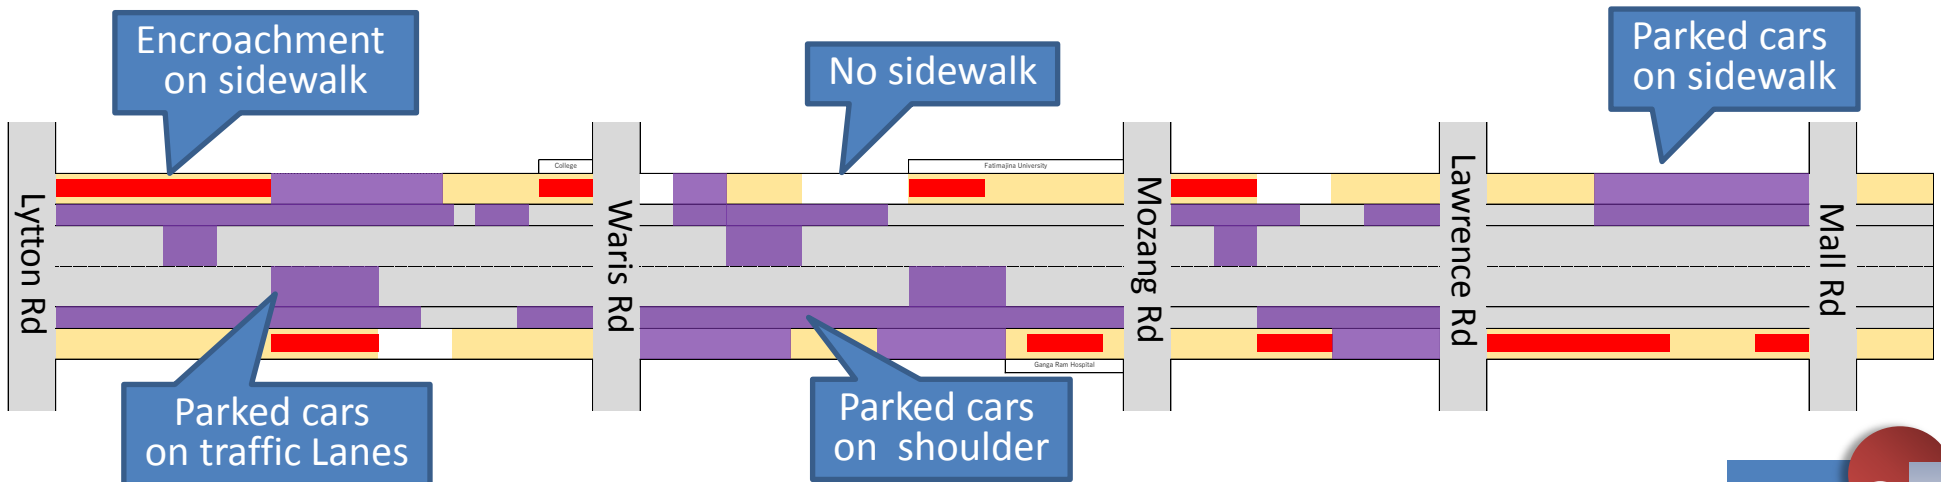 Encroachment
on sidewalk
No sidewalk
Parked cars
on sidewalk
College
Fatimajina University
Lytton Rd
Waris Rd
Mozang Rd
Lawrence Rd
Mall Rd
Ganga Ram Hospital
Parked cars
on traffic Lanes
Parked cars
on shoulder